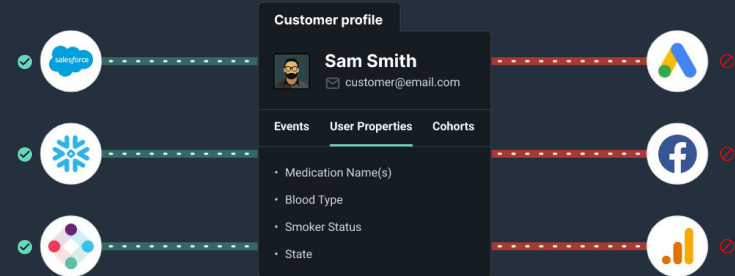 Customer profile
salesforce
Sam Smith
customer@email.com
Events User Properties Cohorts
• Medication Name(s)
• Blood Type
• Smoker Status
• State